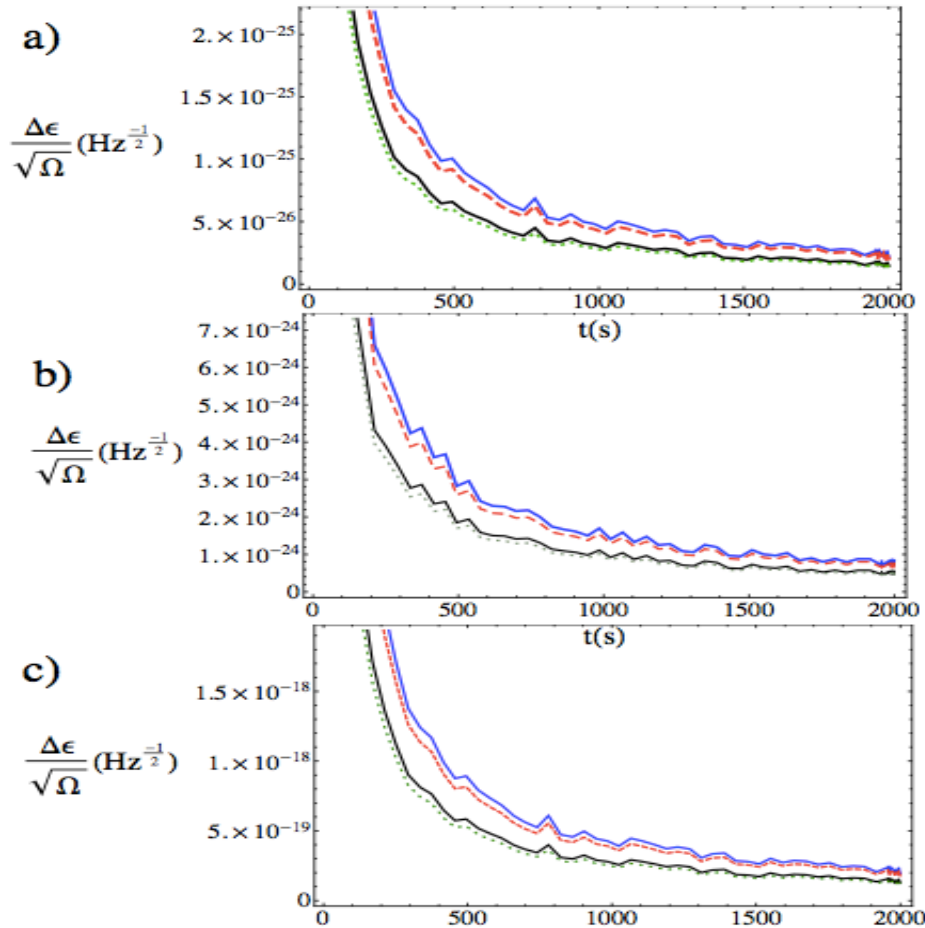 a)
Δϵ/√Ω (Hz^(-1/2))
2. × 10^-25
1.5 × 10^-25
1. × 10^-25
5. × 10^-26
0
0 500 1000 1500 2000
t(s)
b)
Δϵ/√Ω (Hz^(-1/2))
7. × 10^-24
6. × 10^-24
5. × 10^-24
4. × 10^-24
3. × 10^-24
2. × 10^-24
1. × 10^-24
0
0 500 1000 1500 2000
t(s)
c)
Δϵ/√Ω (Hz^(-1/2))
1.5 × 10^-18
1. × 10^-18
5. × 10^-19
0
0 500 1000 1500 2000